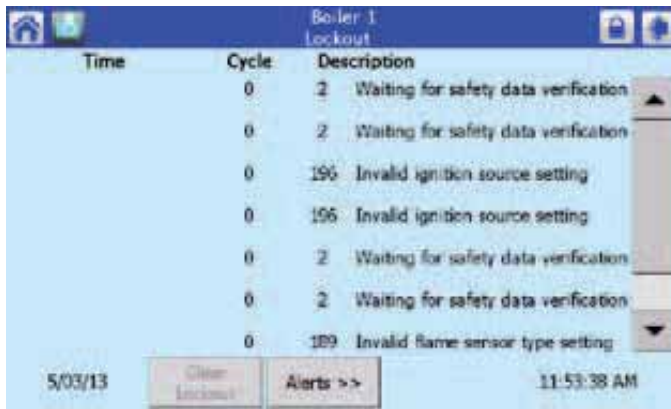 Boiler 1
Lockout
Time Cycle Description
0 2 Waiting for safety data verification
0 2 Waiting for safety data verification
0 196 Invalid ignition source setting
0 196 Invalid ignition source setting
0 2 Waiting for safety data verification
0 2 Waiting for safety data verification
0 189 Invalid flame sensor type setting
5/03/13 Clear Lockout Alerts >> 11:53:38 AM